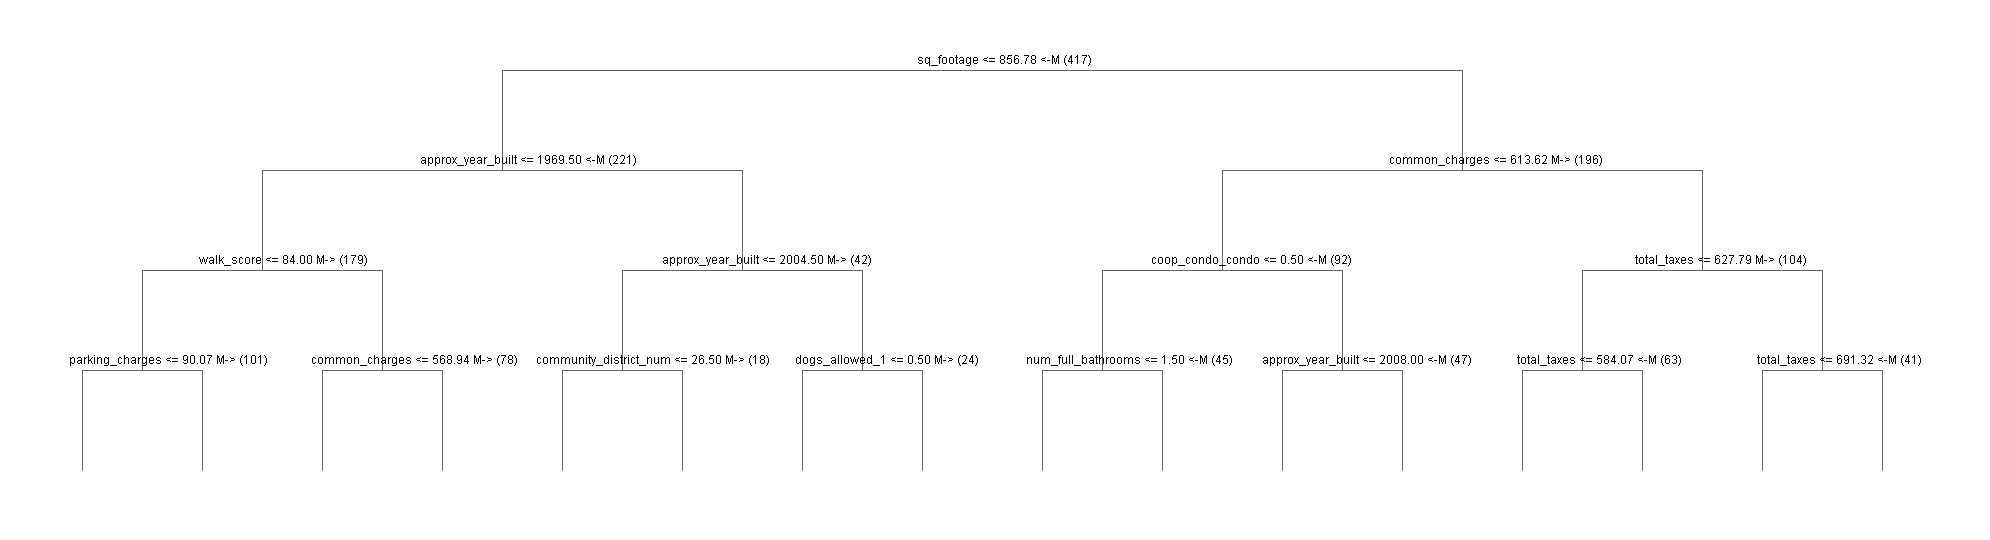 sq_footage <= 856.78 <-M (417)
approx_year_built <= 1969.50 <-M (221)
common_charges <= 613.62 M-> (196)
walk_score <= 84.00 M-> (179)
approx_year_built <= 2004.50 M-> (42)
coop_condo_condo <= 0.50 <-M (92)
total_taxes <= 627.79 M-> (104)
parking_charges <= 90.07 M-> (101)
common_charges <= 568.94 M-> (78)
community_district_num <= 26.50 M-> (18)
dogs_allowed_1 <= 0.50 M-> (24)
num_full_bathrooms <= 1.50 <-M (45)
approx_year_built <= 2008.00 <-M (47)
total_taxes <= 584.07 <-M (63)
total_taxes <= 691.32 <-M (41)